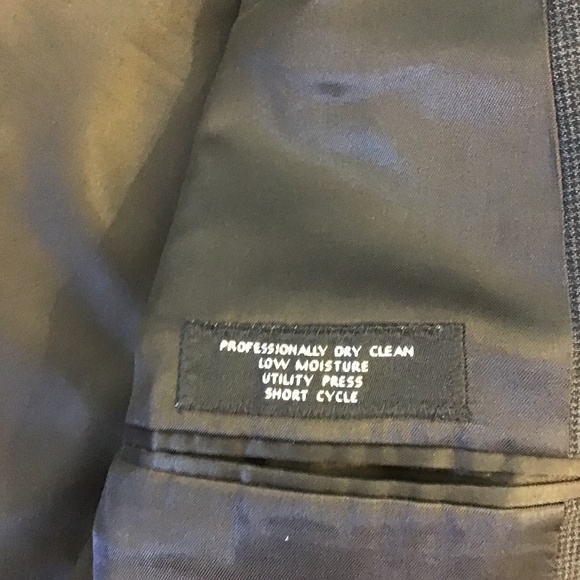 PROFESSIONALLY DRY CLEAN
LOW MOISTURE
UTILITY PRESS
SHORT CYCLE